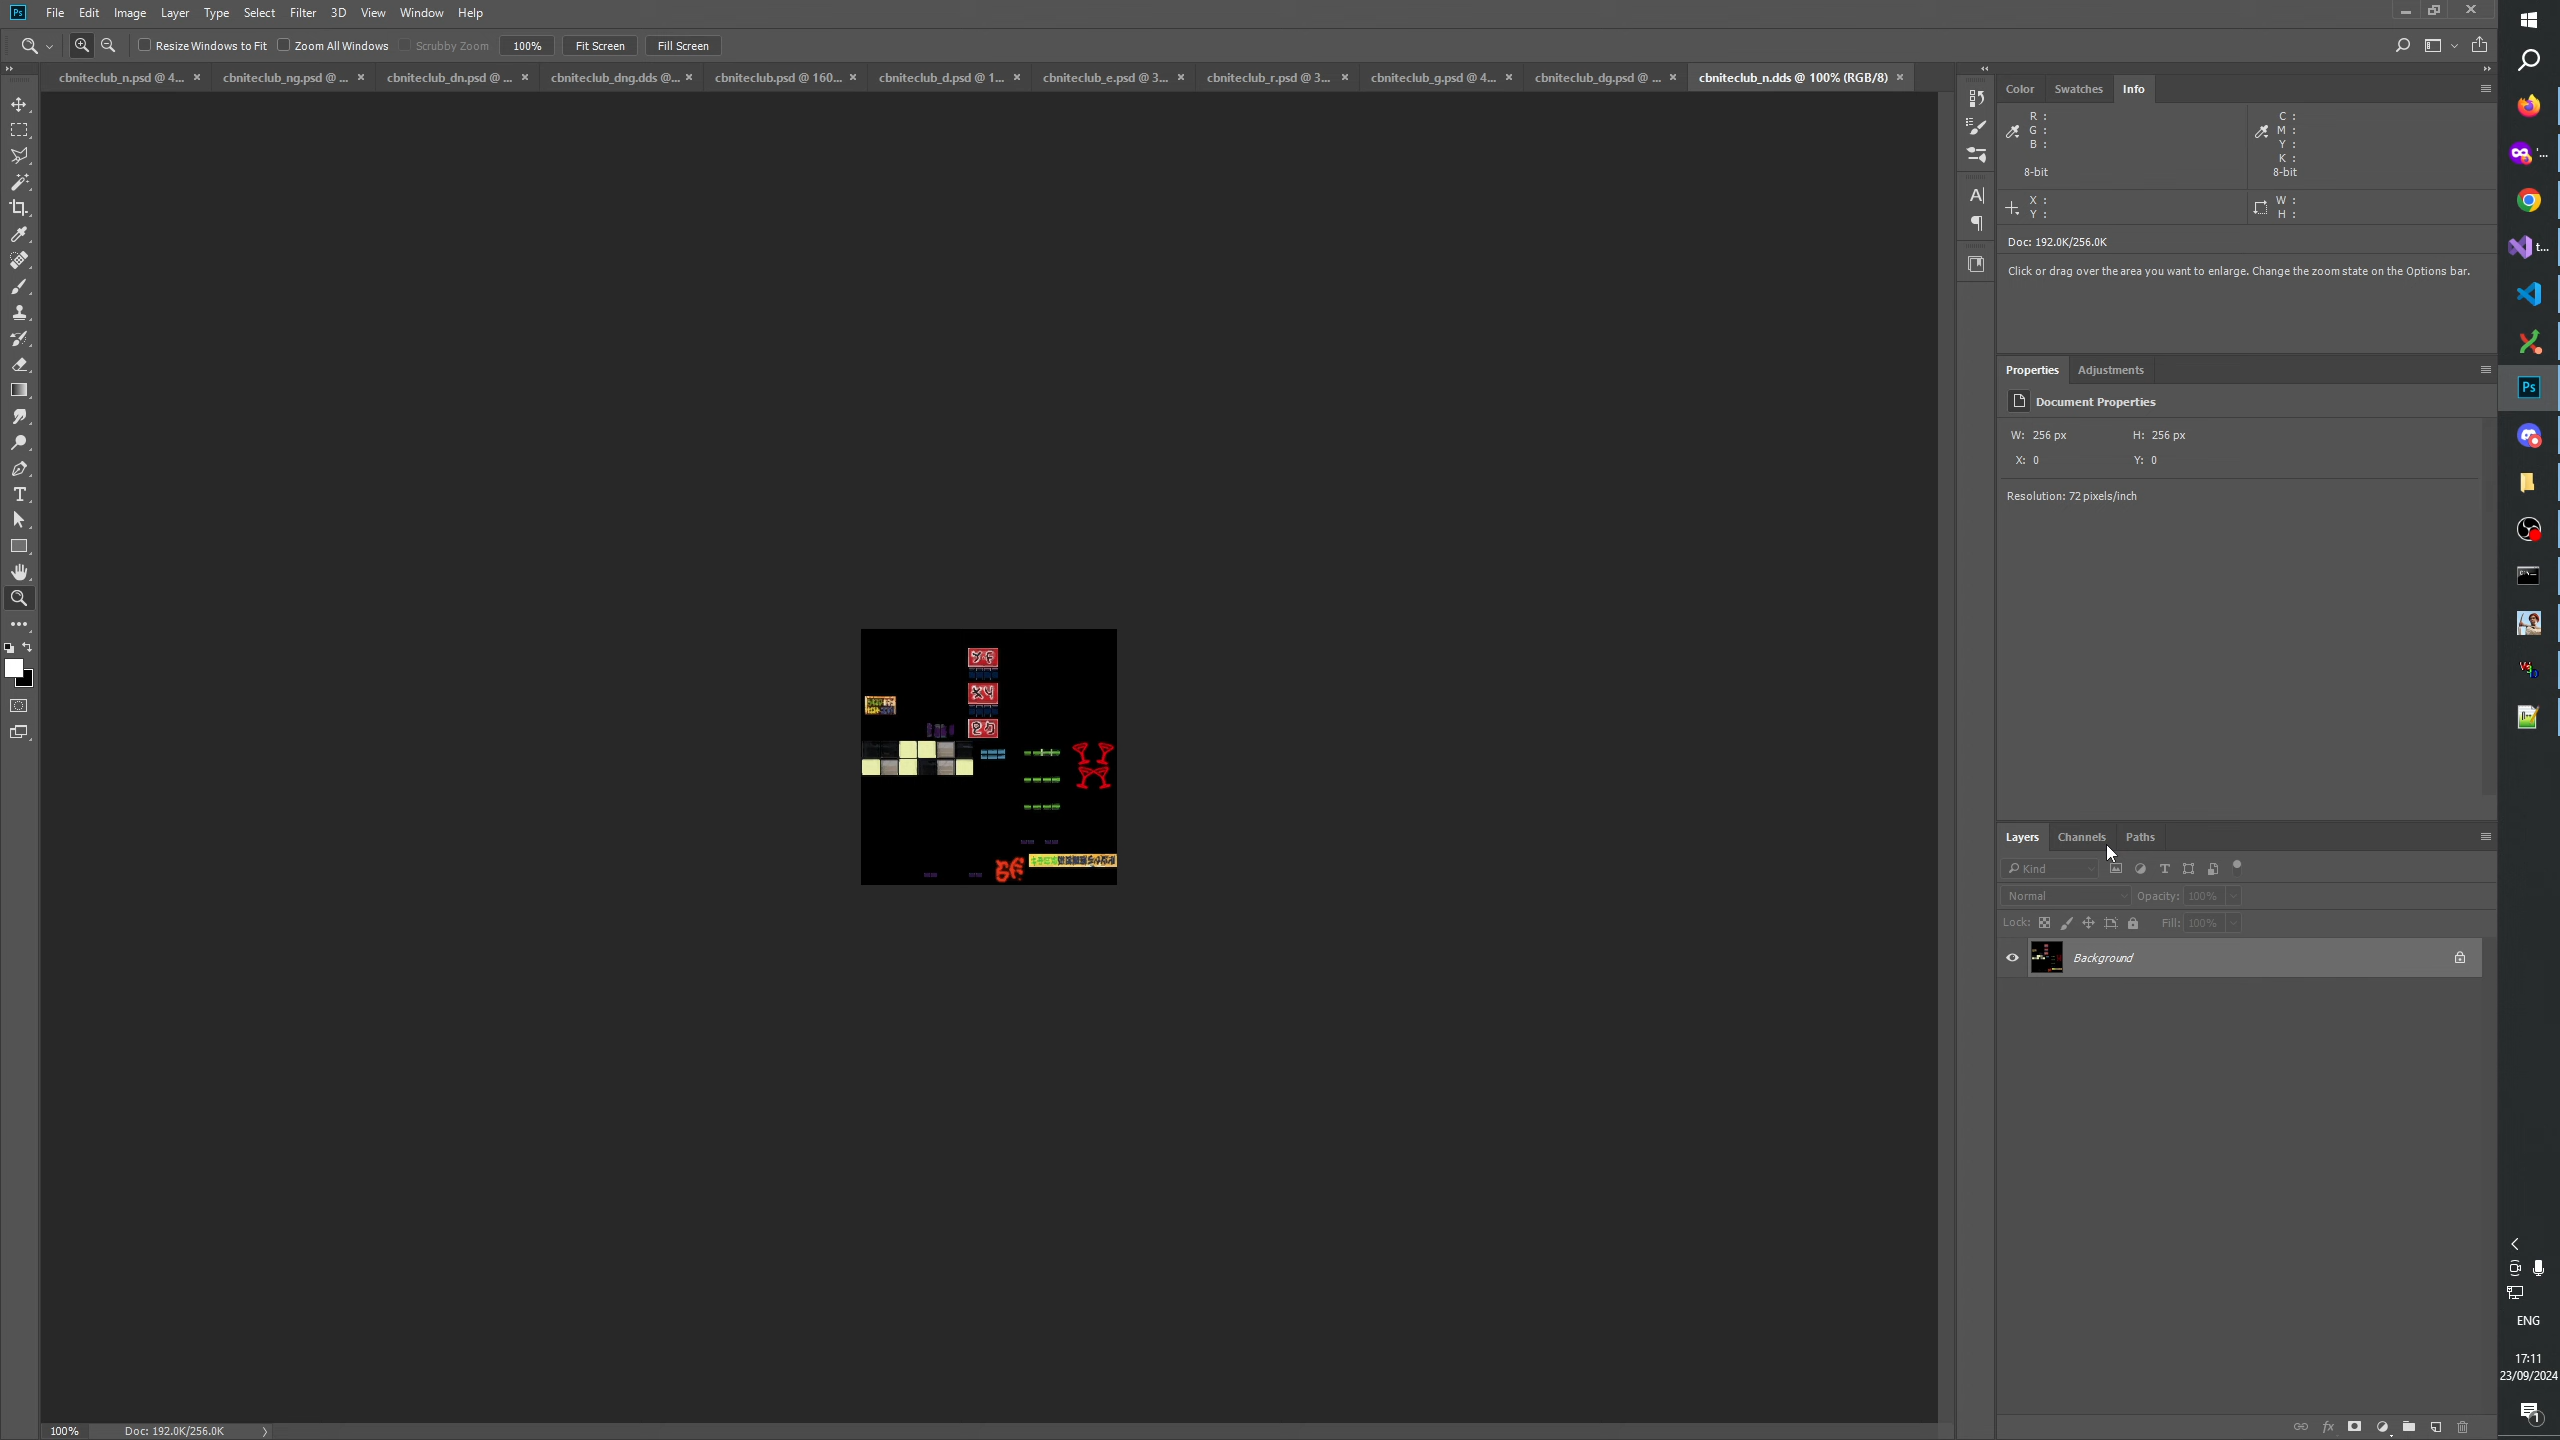 File Edit Image Layer Type Select Filter 3D View Window Help
Resize Windows to Fit Zoom All Windows Scrubby Zoom 100% Fit Screen Fill Screen
cbniteclub_n.psd @ 4... cbniteclub_ng.psd @ ... cbniteclub_dn.psd @ ... cbniteclub_dng.dds @... cbniteclub.psd @ 160... cbniteclub_d.psd @ 1... cbniteclub_e.psd @ 3... cbniteclub_r.psd @ 3... cbniteclub_g.psd @ 4... cbniteclub_dg.psd @ ... cbniteclub_n.dds @ 100% (RGB/8)
Color Swatches Info
R :
G :
B :
8-bit
C :
M :
Y :
K :
8-bit
X :
Y :
W :
H :
Doc: 192.0K/256.0K
Click or drag over the area you want to enlarge. Change the zoom state on the Options bar.
Properties Adjustments
Document Properties
W: 256 px H: 256 px
X: 0 Y: 0
Resolution: 72 pixels/inch
Layers Channels Paths
Kind
Normal Opacity: 100%
Lock: Fill: 100%
Background
100% Doc: 192.0K/256.0K
'...
t...
Ps
ENG
17:11
23/09/2024
1